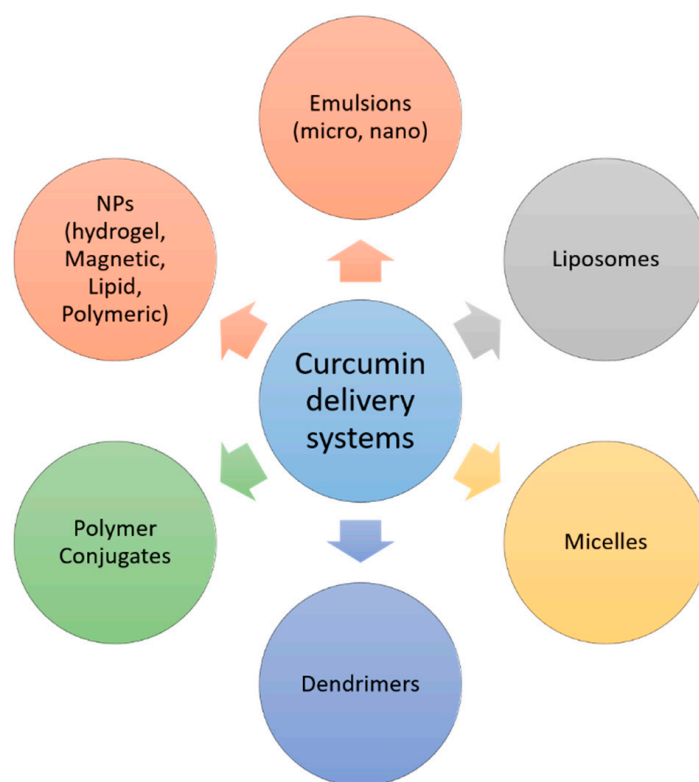 Emulsions
(micro, nano)
NPs
(hydrogel,
Magnetic,
Lipid,
Polymeric)
Liposomes
Curcumin
delivery
systems
Polymer
Conjugates
Micelles
Dendrimers